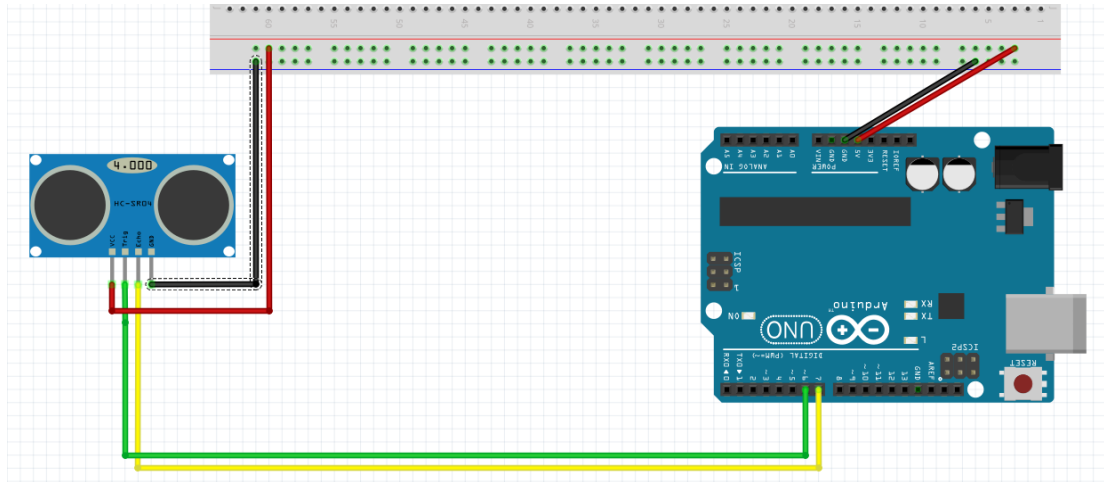 60 55 50 45 40 35 30 25 20 15 10 5 1
4.000
HC-SR04
VCC Trig Echo GND
A5 A4 A3 A2 A1 A0
ANALOG IN
VIN GND GND 5V 3V3 RESET IOREF
POWER
ICSP
1
Arduino
UNO
ON
RX
TX
L
ICSP2
RESET
DIGITAL (PWM=~)
RXD◄0 TXD►1 2 ~3 4 ~5 ~6 7 8 ~9 ~10 ~11 12 13 GND AREF